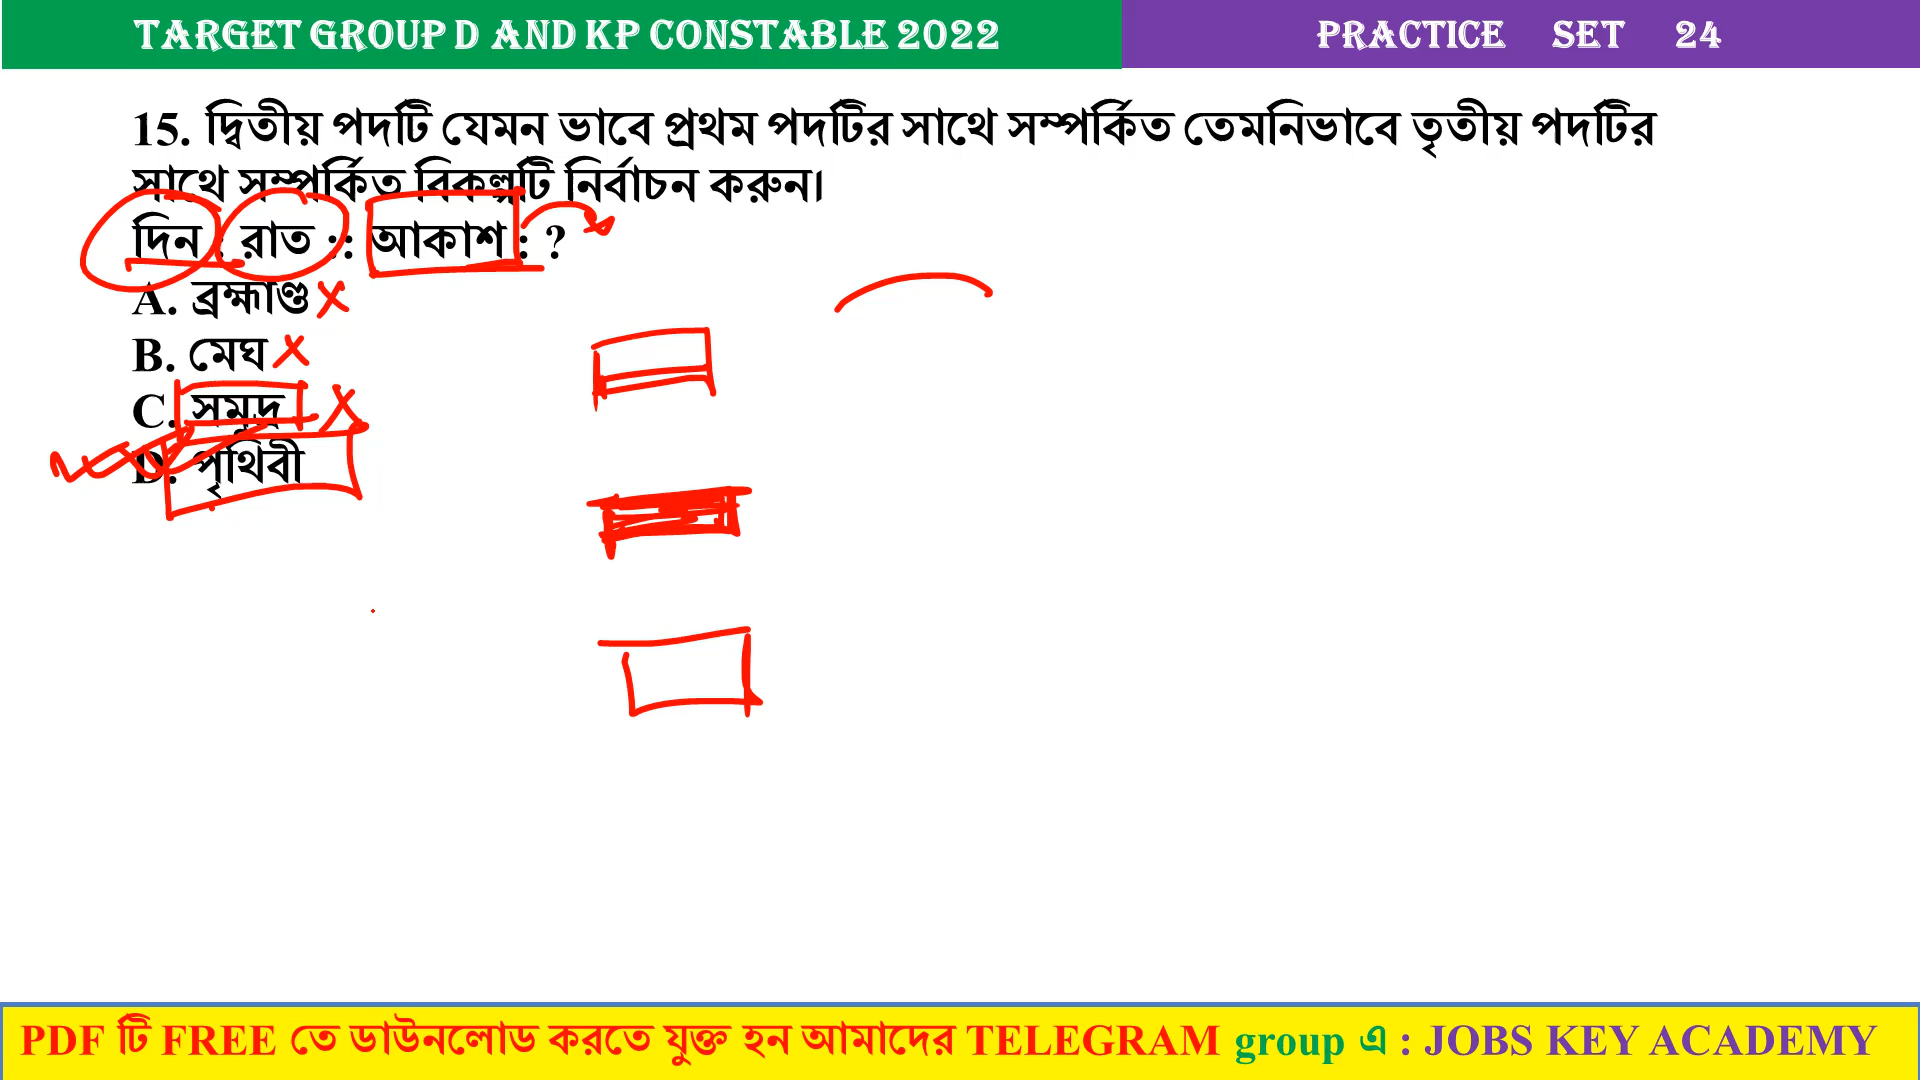 TARGET GROUP D AND KP CONSTABLE 2022
PRACTICE SET 24
15. দ্বিতীয় পদটি যেমন ভাবে প্রথম পদটির সাথে সম্পর্কিত তেমনিভাবে তৃতীয় পদটির
সাথে সম্পর্কিত বিকল্পটি নির্বাচন করুন।
দিন : রাত :: আকাশ : ?
A. ব্রহ্মাণ্ড
B. মেঘ
C. সমুদ্র
D. পৃথিবী
PDF টি FREE তে ডাউনলোড করতে যুক্ত হন আমাদের TELEGRAM group এ : JOBS KEY ACADEMY